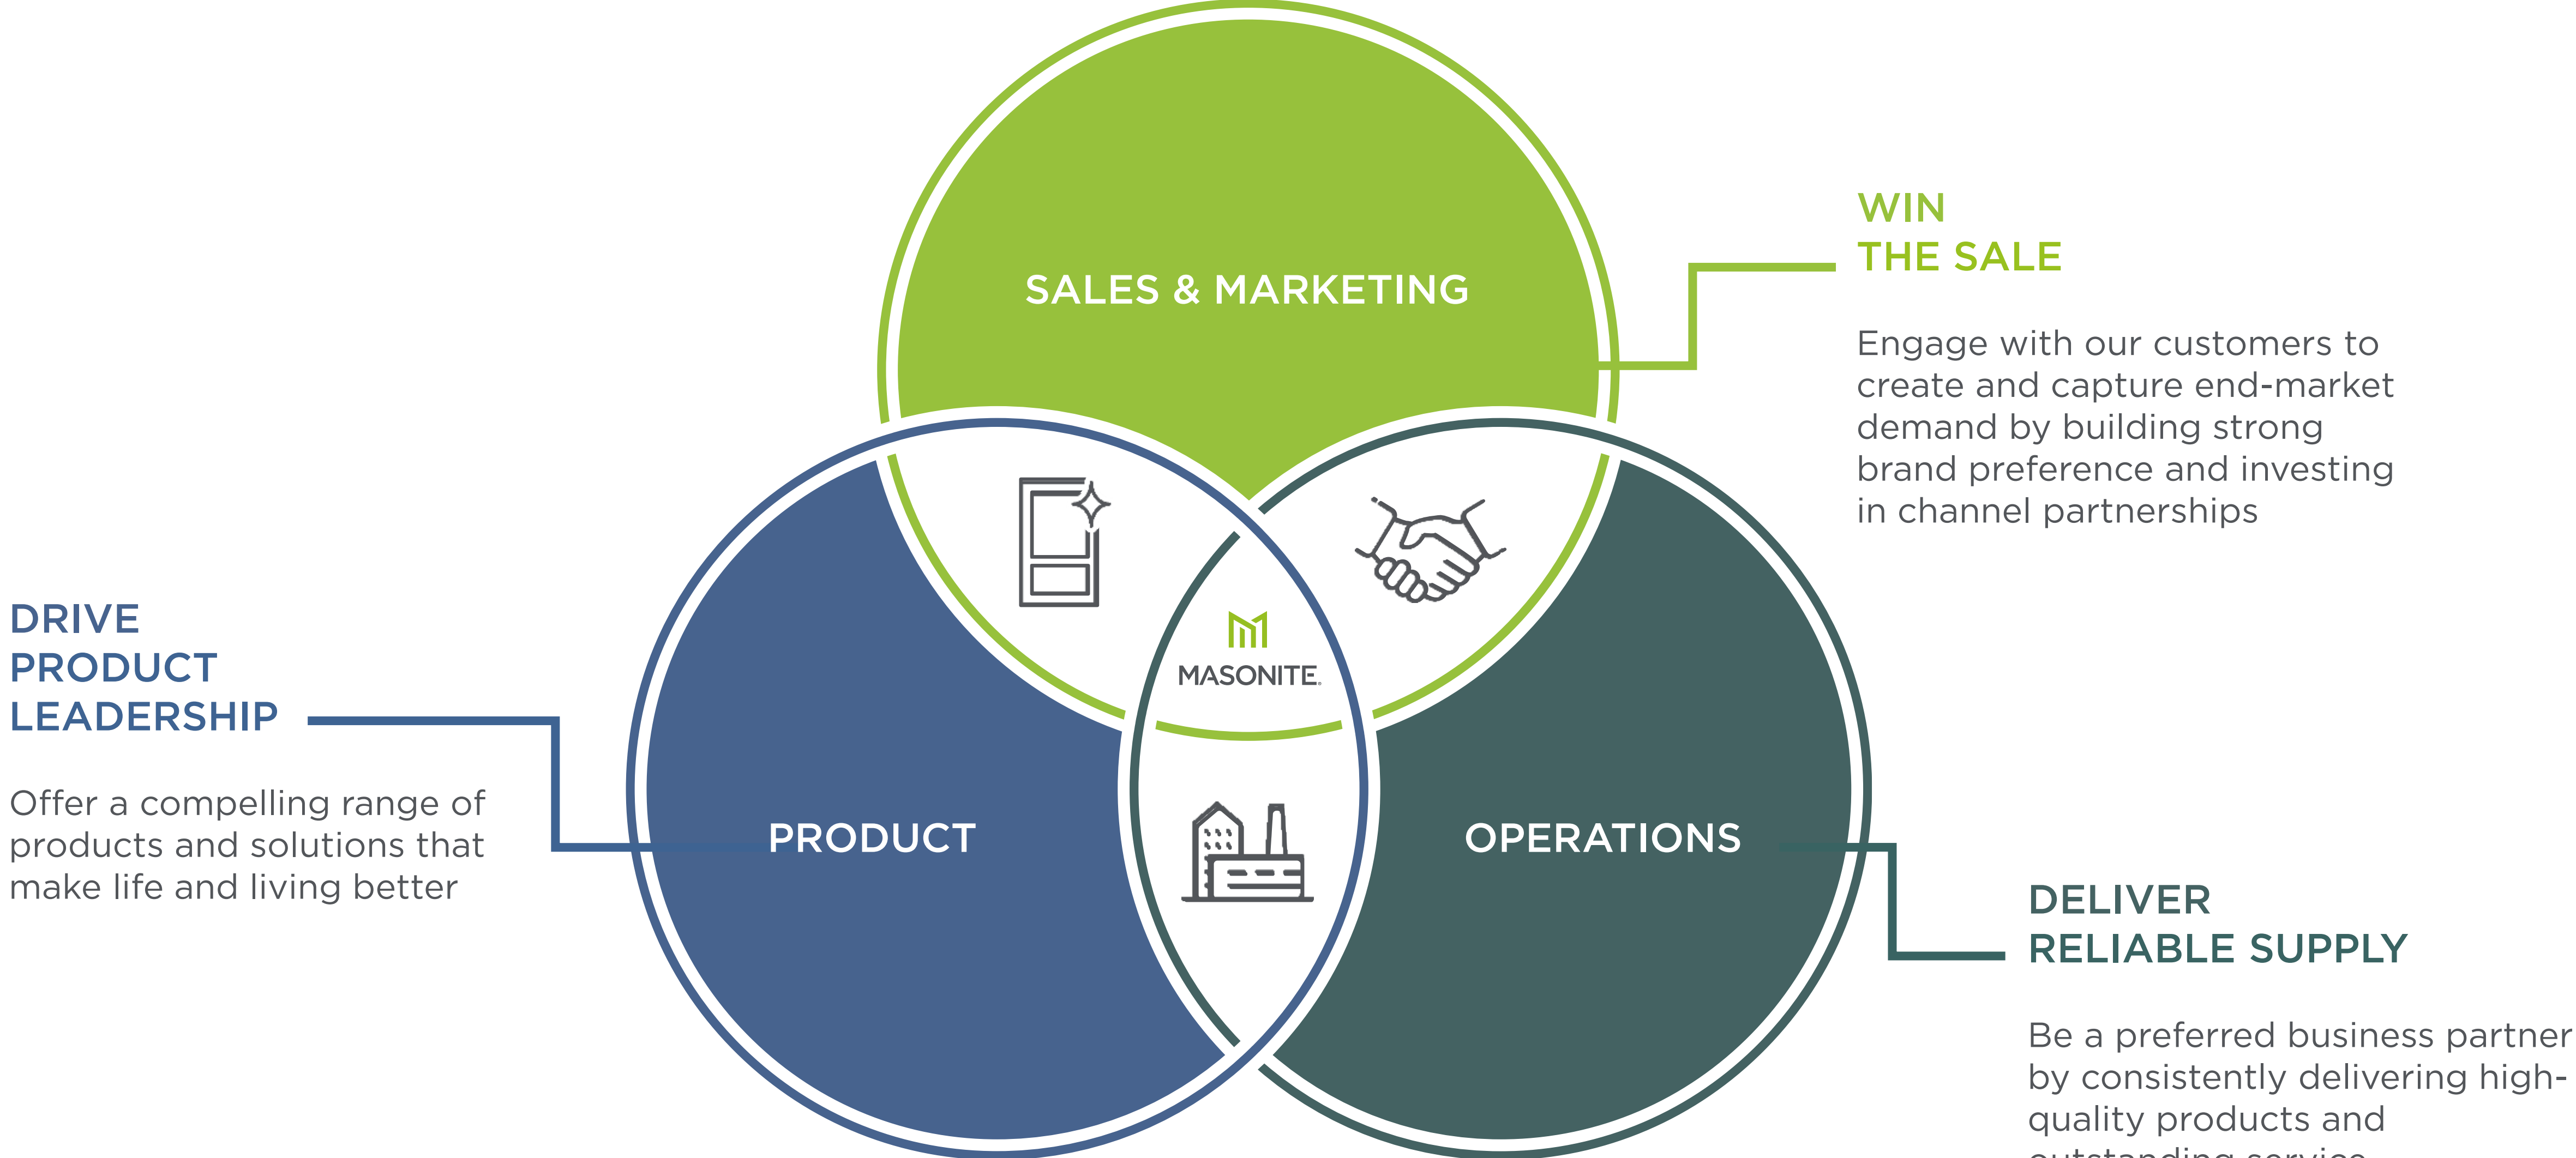 SALES & MARKETING
WIN
THE SALE
Engage with our customers to
create and capture end-market
demand by building strong
brand preference and investing
in channel partnerships
DRIVE
PRODUCT
LEADERSHIP
Offer a compelling range of
products and solutions that
make life and living better
MASONITE®
PRODUCT
OPERATIONS
DELIVER
RELIABLE SUPPLY
Be a preferred business partner
by consistently delivering high-
quality products and
outstanding service